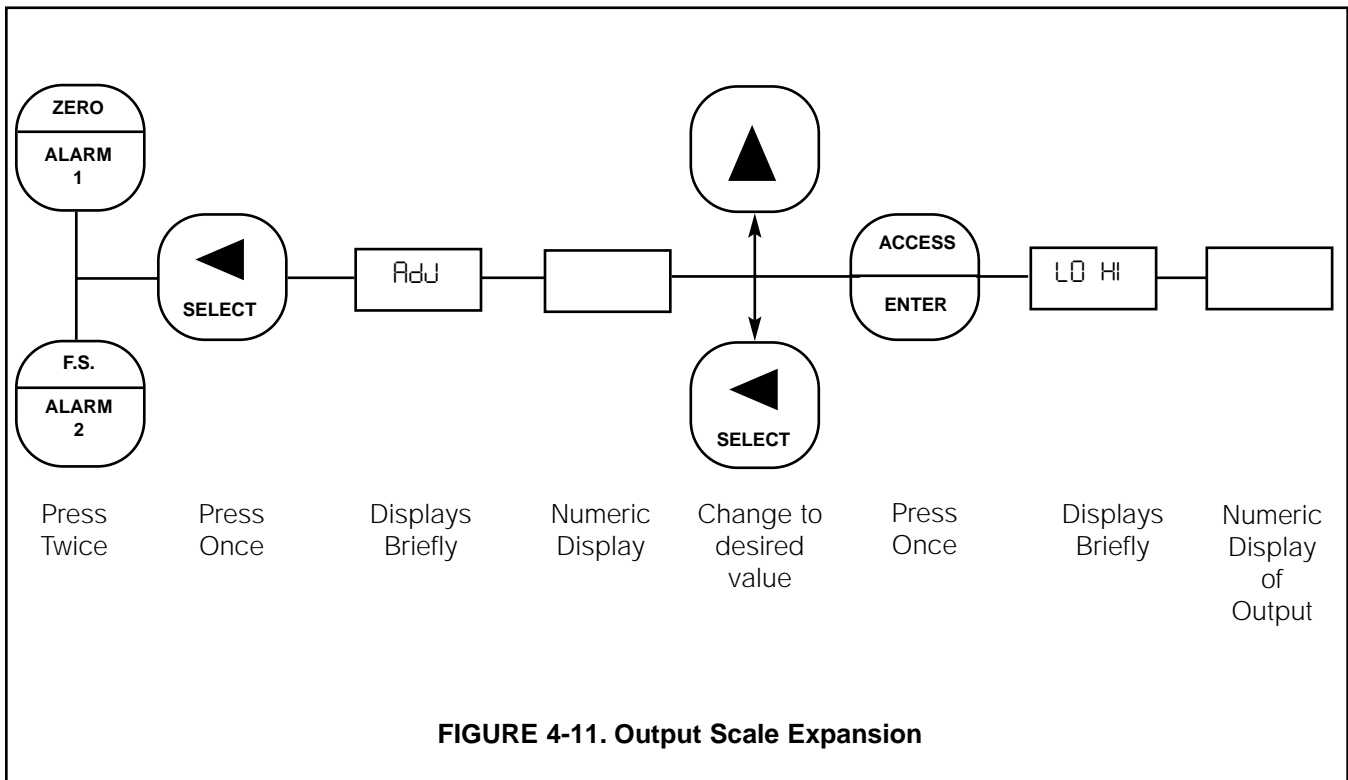 ZERO
ALARM
1
SELECT
AdJ
ACCESS
ENTER
LO HI
F.S.
ALARM
2
SELECT
Press
Twice
Press
Once
Displays
Briefly
Numeric
Display
Change to
desired
value
Press
Once
Displays
Briefly
Numeric
Display
of
Output
FIGURE 4-11. Output Scale Expansion